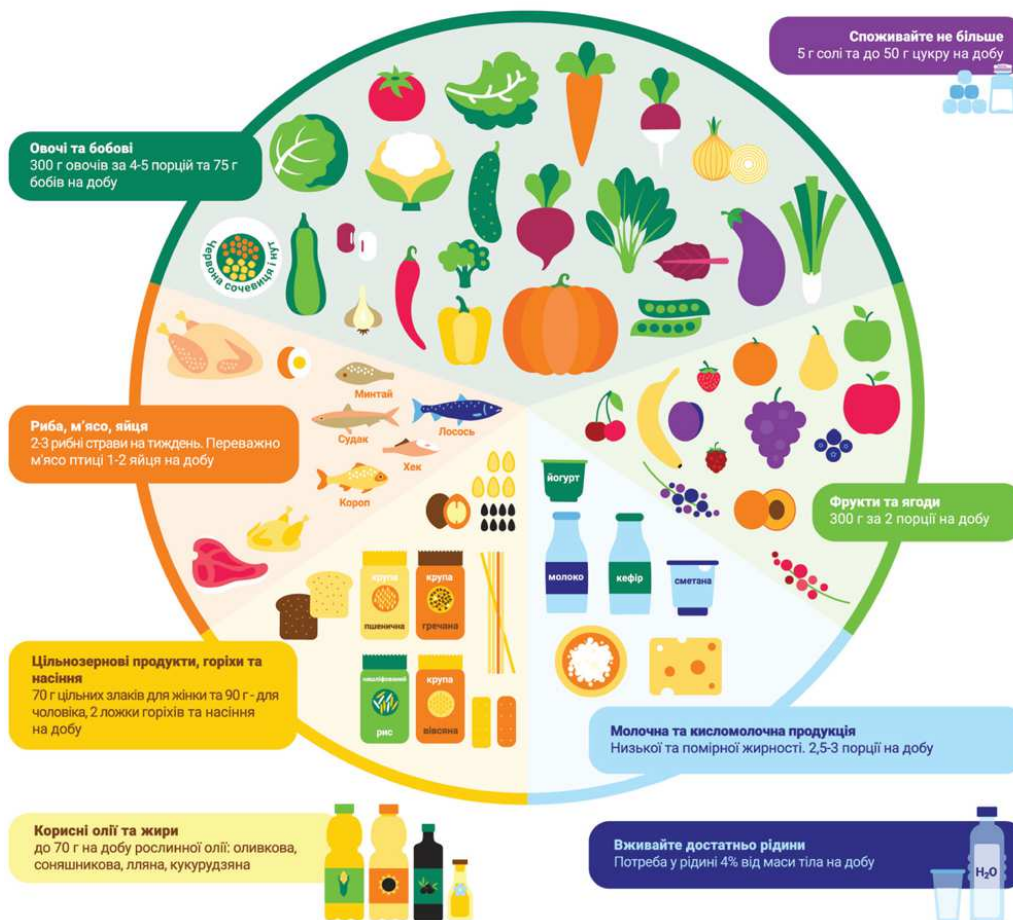 Споживайте не більше
5 г солі та до 50 г цукру на добу
Овочі та бобові
300 г овочів за 4-5 порцій та 75 г
бобів на добу
Червона сочевиця і нут
Риба, м'ясо, яйця
2-3 рибні страви на тиждень. Переважно
м'ясо птиці 1-2 яйця на добу
Минтай
Судак
Лосось
Хек
Короп
Фрукти та ягоди
300 г за 2 порції на добу
йогурт
молоко
кефір
сметана
крупа
пшенична
крупа
гречана
нешліфований
рис
крупа
вівсяна
Цільнозернові продукти, горіхи та
насіння
70 г цільних злаків для жінки та 90 г - для
чоловіка, 2 ложки горіхів та насіння
на добу
Молочна та кисломолочна продукція
Низької та помірної жирності. 2,5-3 порції на добу
Корисні олії та жири
до 70 г на добу рослинної олії: оливкова,
соняшникова, лляна, кукурудзяна
Вживайте достатньо рідини
Потреба у рідині 4% від маси тіла на добу
H₂O